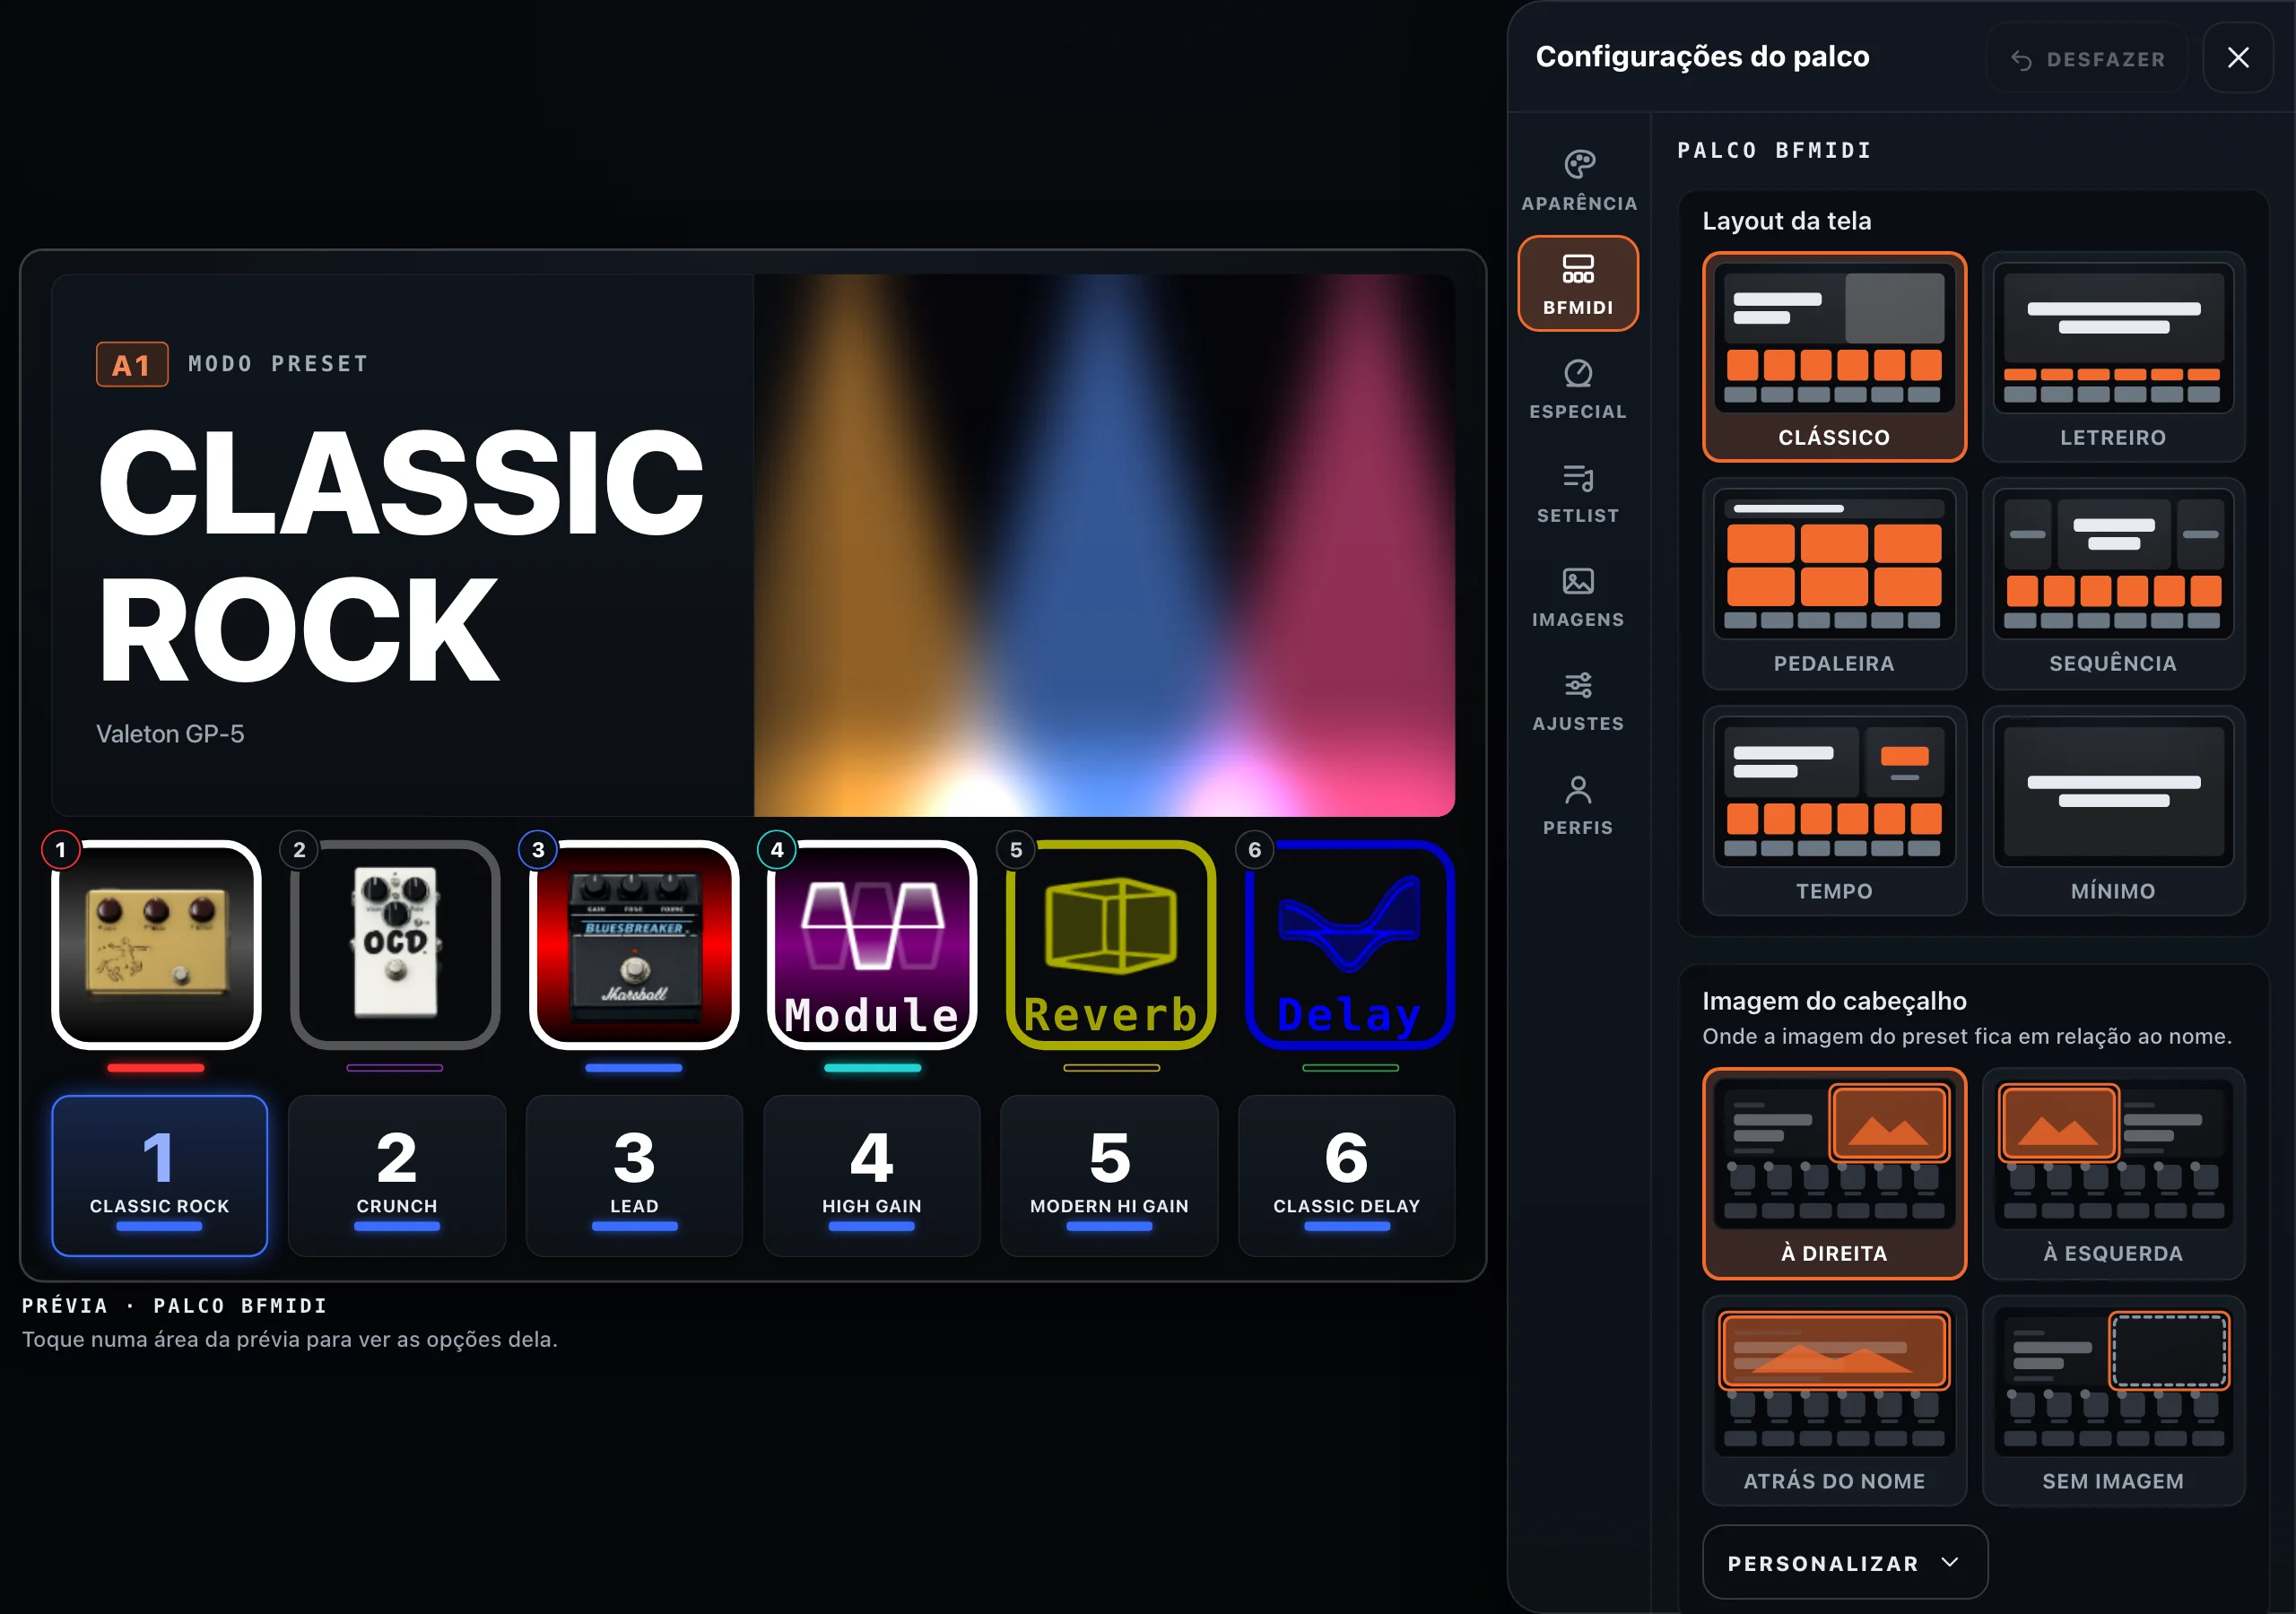 A1 MODO PRESET
CLASSIC
ROCK
Valeton GP-5
1
2
3
4
5
6
OCD
GAIN TONE
BLUESBREAKER
Marshall
Module
Reverb
Delay
1
CLASSIC ROCK
2
CRUNCH
3
LEAD
4
HIGH GAIN
5
MODERN HI GAIN
6
CLASSIC DELAY
PRÉVIA · PALCO BFMIDI
Toque numa área da prévia para ver as opções dela.
Configurações do palco
DESFAZER
APARÊNCIA
BFMIDI
ESPECIAL
SETLIST
IMAGENS
AJUSTES
PERFIS
PALCO BFMIDI
Layout da tela
CLÁSSICO
LETREIRO
PEDALEIRA
SEQUÊNCIA
TEMPO
MÍNIMO
Imagem do cabeçalho
Onde a imagem do preset fica em relação ao nome.
À DIREITA
À ESQUERDA
ATRÁS DO NOME
SEM IMAGEM
PERSONALIZAR